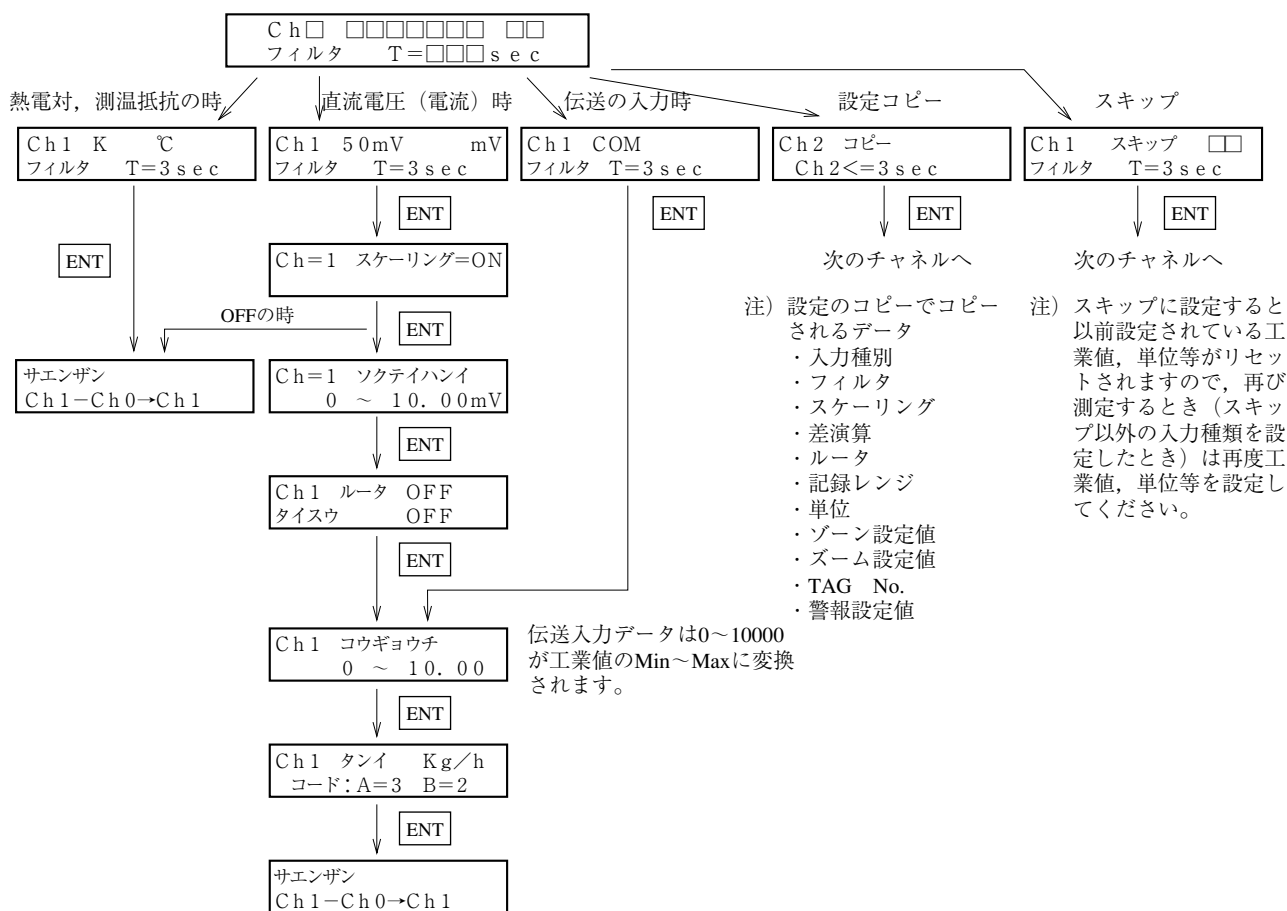 Ch□ □□□□□□□ □□
フィルタ T=□□□sec
熱電対，測温抵抗の時
直流電圧（電流）時
伝送の入力時
設定コピー
スキップ
Ch1 K ℃
フィルタ T=3sec
Ch1 50mV mV
フィルタ T=3sec
Ch1 COM
フィルタ T=3sec
Ch2 コピー
Ch2<=3sec
Ch1 スキップ □□
フィルタ T=3sec
ENT
ENT
ENT
ENT
ENT
Ch=1 スケーリング=ON
次のチャネルへ
次のチャネルへ
OFFの時
ENT
サエンザン
Ch1−Ch0→Ch1
Ch=1 ソクテイハンイ
0 ～ 10．00mV
ENT
Ch1 ルータ OFF
タイスウ OFF
ENT
Ch1 コウギョウチ
0 ～ 10．00
伝送入力データは0～10000
が工業値のMin～Maxに変換
されます。
ENT
Ch1 タンイ Kg／h
コード：A=3 B=2
ENT
サエンザン
Ch1−Ch0→Ch1
注）設定のコピーでコピー
されるデータ
・入力種別
・フィルタ
・スケーリング
・差演算
・ルータ
・記録レンジ
・単位
・ゾーン設定値
・ズーム設定値
・TAG No.
・警報設定値
注）スキップに設定すると
以前設定されている工
業値，単位等がリセッ
トされますので，再び
測定するとき（スキッ
プ以外の入力種類を設
定したとき）は再度工
業値，単位等を設定し
てください。